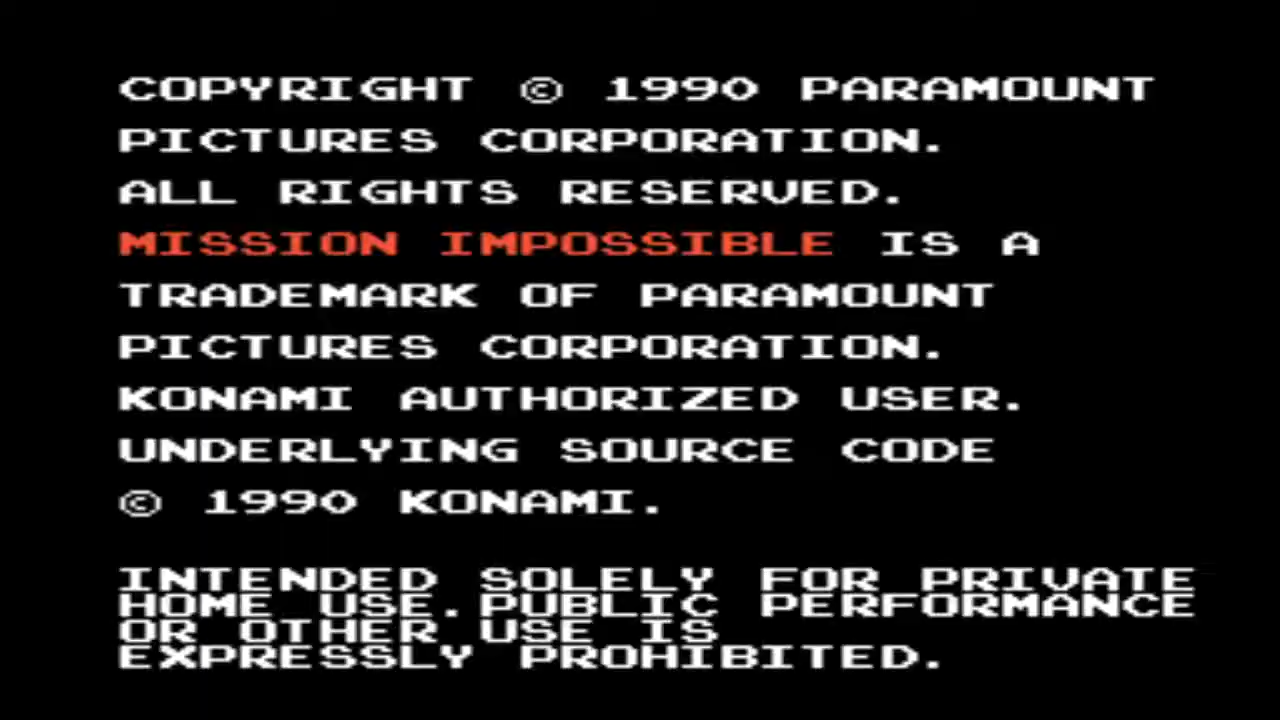 COPYRIGHT © 1990 PARAMOUNT
PICTURES CORPORATION.
ALL RIGHTS RESERVED.
MISSION IMPOSSIBLE IS A
TRADEMARK OF PARAMOUNT
PICTURES CORPORATION.
KONAMI AUTHORIZED USER.
UNDERLYING SOURCE CODE
© 1990 KONAMI.
INTENDED SOLELY FOR PRIVATE
HOME USE. PUBLIC PERFORMANCE
OR OTHER USE IS
EXPRESSLY PROHIBITED.